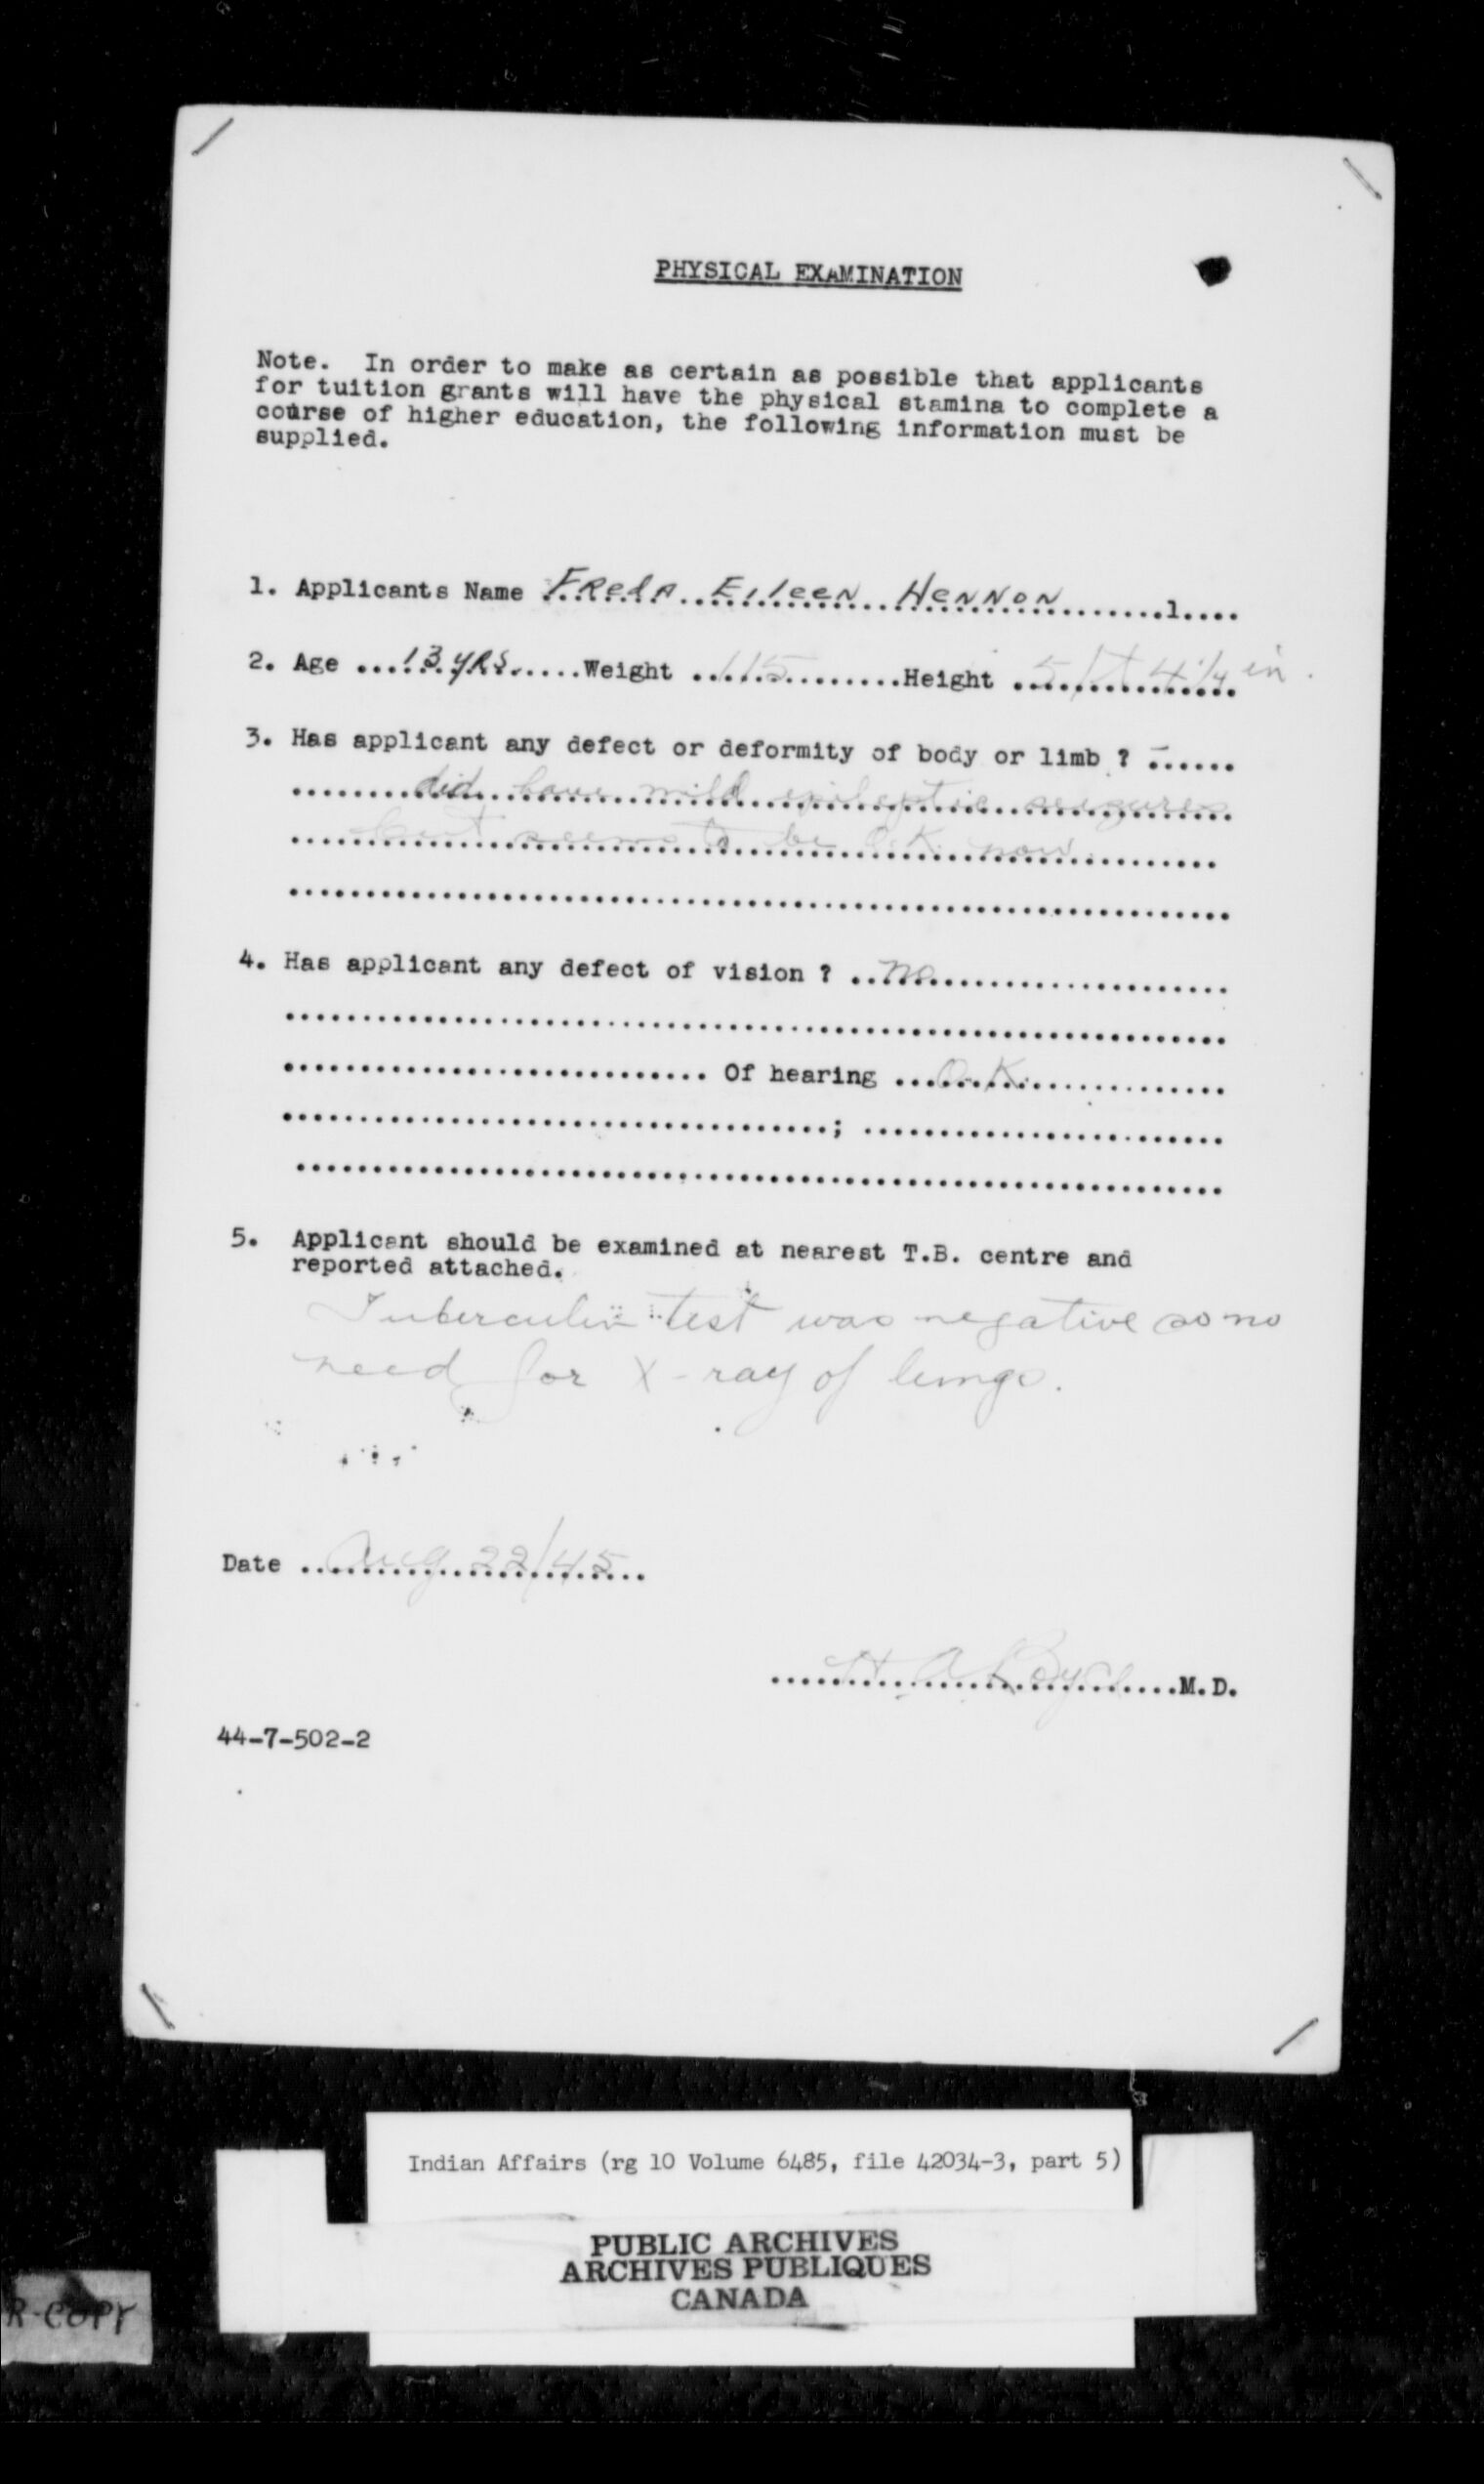 PHYSICAL EXAMINATION
Note. In order to make as certain as possible that applicants
for tuition grants will have the physical stamina to complete a
course of higher education, the following information must be
supplied.
1. Applicants Name FRedA EileeN HeNNoN 1....
2. Age ...13 yRs.....Weight ..115..........Height 5 ft 4 1/4 in.
3. Has applicant any defect or deformity of body or limb ? –......
did have mild epileptic seizures
but seems to be O.K. now.
4. Has applicant any defect of vision ? ..no....................
............................ Of hearing ....O.K.....................
....................................; ........................
5. Applicant should be examined at nearest T.B. centre and
reported attached.
Tuberculin test was negative so no
need for X-ray of lungs.
Date ..Aug 22/45..
H A M.D.
44-7-502-2
Indian Affairs (rg 10 Volume 6485, file 42034-3, part 5)
PUBLIC ARCHIVES
ARCHIVES PUBLIQUES
CANADA
R-COPY